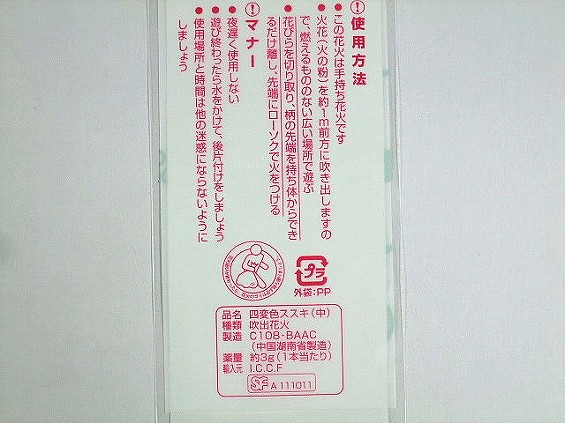 ！使用方法
●この花火は手持ち花火です
●火花（火の粉）を約1m前方に吹き出しますの
で、燃えるもののない広い場所で遊ぶ
●花びらを切り取り、柄の先端を持ち体からでき
るだけ離し、先端にローソクで火をつける
！マナー
●夜遅く使用しない
●遊び終わったら水をかけて、後片付けをしましょう
●使用場所と時間は他の迷惑にならないように
しましょう
プラ
外袋：PP
品名 四変色ススキ（中）
種類 吹出花火
製造 C108-BAAC
（中国湖南省製造）
薬量 約3g（1本当たり）
輸入元 I.C.C.F
SF A 111011